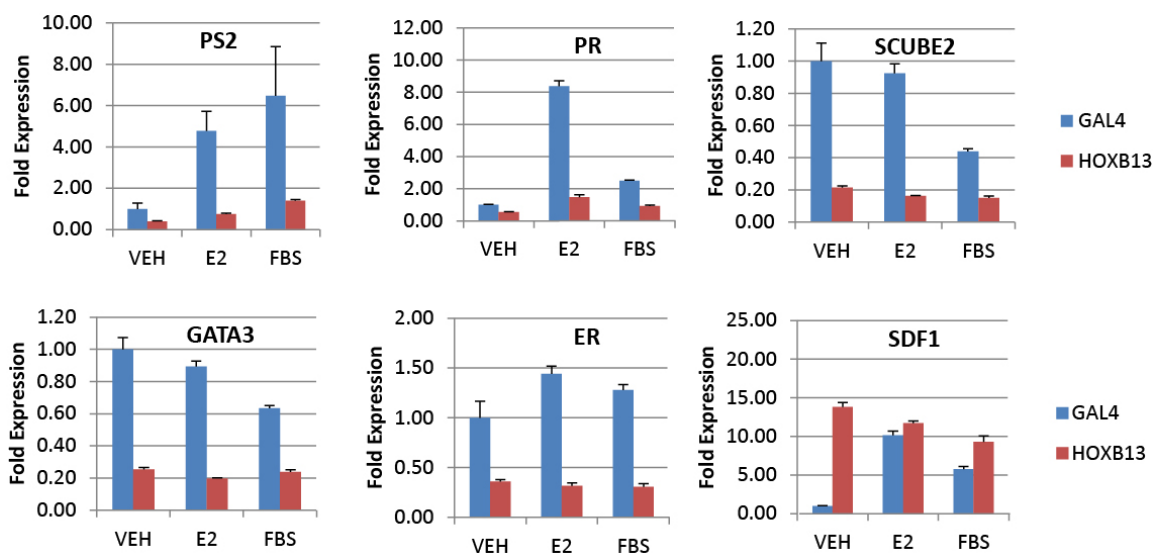 PS2
Fold Expression
10.00
8.00
6.00
4.00
2.00
0.00
VEH E2 FBS
PR
Fold Expression
12.00
10.00
8.00
6.00
4.00
2.00
0.00
VEH E2 FBS
SCUBE2
Fold Expression
1.20
1.00
0.80
0.60
0.40
0.20
0.00
VEH E2 FBS
GAL4
HOXB13
GATA3
Fold Expression
1.20
1.00
0.80
0.60
0.40
0.20
0.00
VEH E2 FBS
ER
Fold Expression
2.00
1.50
1.00
0.50
0.00
VEH E2 FBS
SDF1
Fold Expression
25.00
20.00
15.00
10.00
5.00
0.00
VEH E2 FBS
GAL4
HOXB13